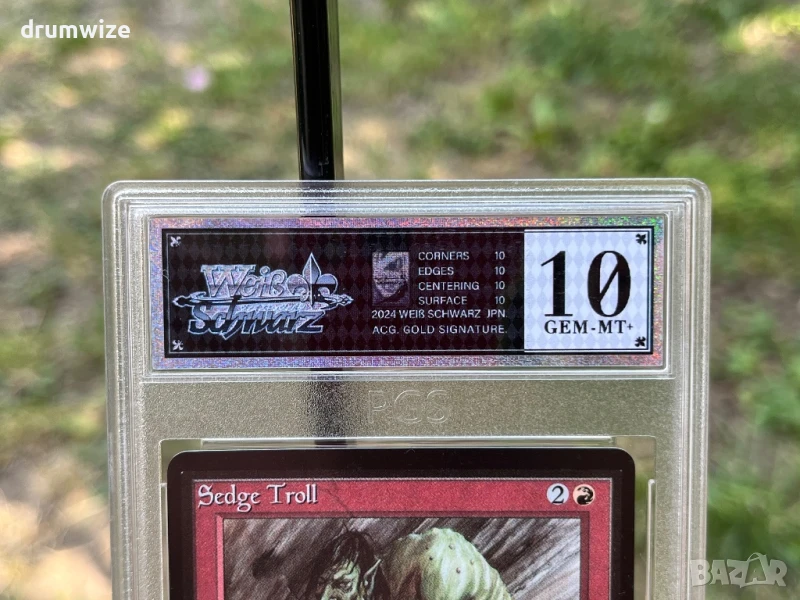 drumwize
Weiß
Schwarz
CORNERS 10
EDGES 10
CENTERING 10
SURFACE 10
2024 WEIß SCHWARZ JPN.
ACG. GOLD SIGNATURE.
10
GEM-MT+
Sedge Troll
2
BAZAR